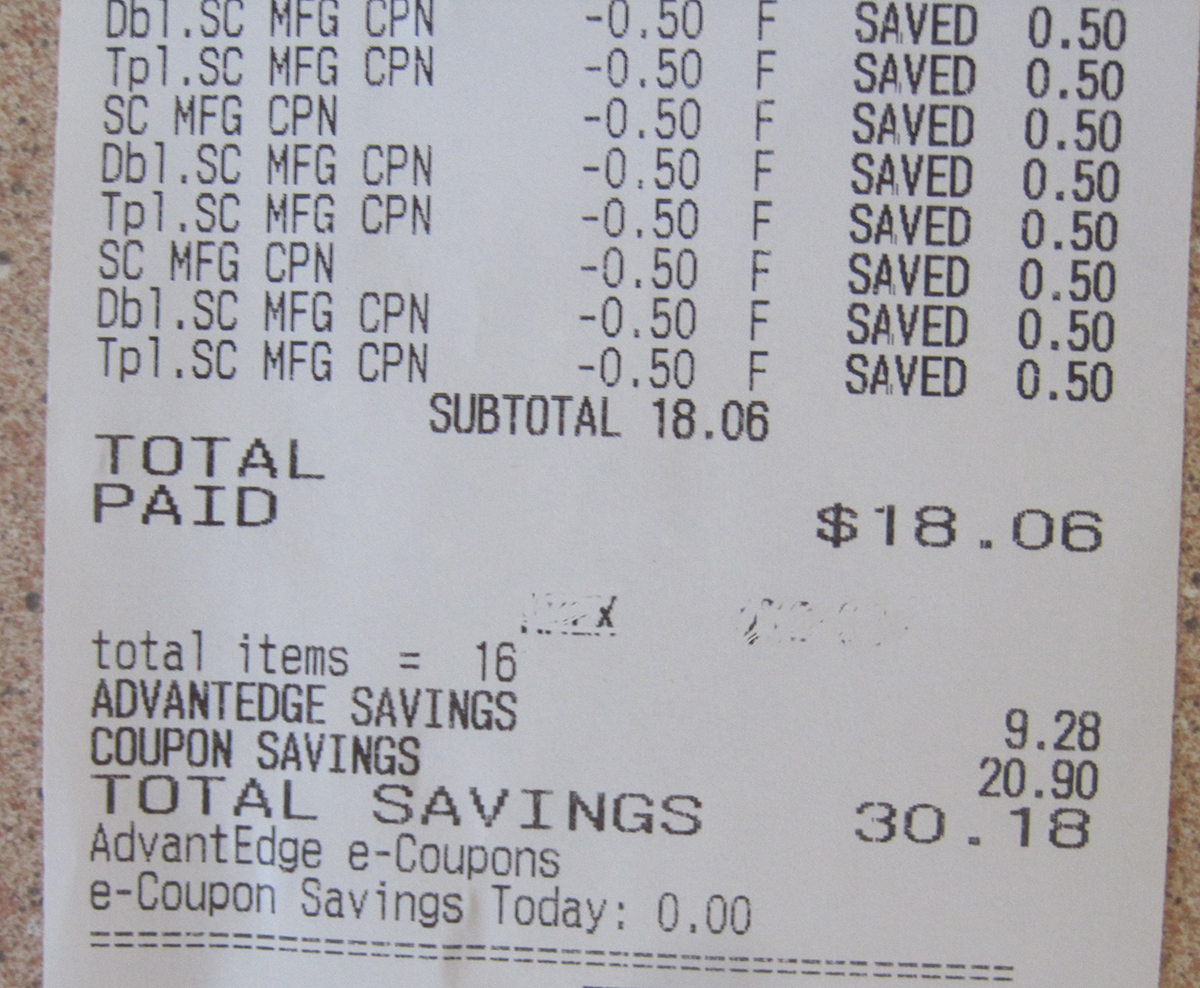 Dbl.SC MFG CPN -0.50 F SAVED 0.50
Tpl.SC MFG CPN -0.50 F SAVED 0.50
SC MFG CPN -0.50 F SAVED 0.50
Dbl.SC MFG CPN -0.50 F SAVED 0.50
Tpl.SC MFG CPN -0.50 F SAVED 0.50
SC MFG CPN -0.50 F SAVED 0.50
Dbl.SC MFG CPN -0.50 F SAVED 0.50
Tpl.SC MFG CPN -0.50 F SAVED 0.50
SUBTOTAL 18.06
TOTAL
PAID $18.06
total items = 16
ADVANTEDGE SAVINGS 9.28
COUPON SAVINGS 20.90
TOTAL SAVINGS 30.18
AdvantEdge e-Coupons
e-Coupon Savings Today: 0.00
==============================